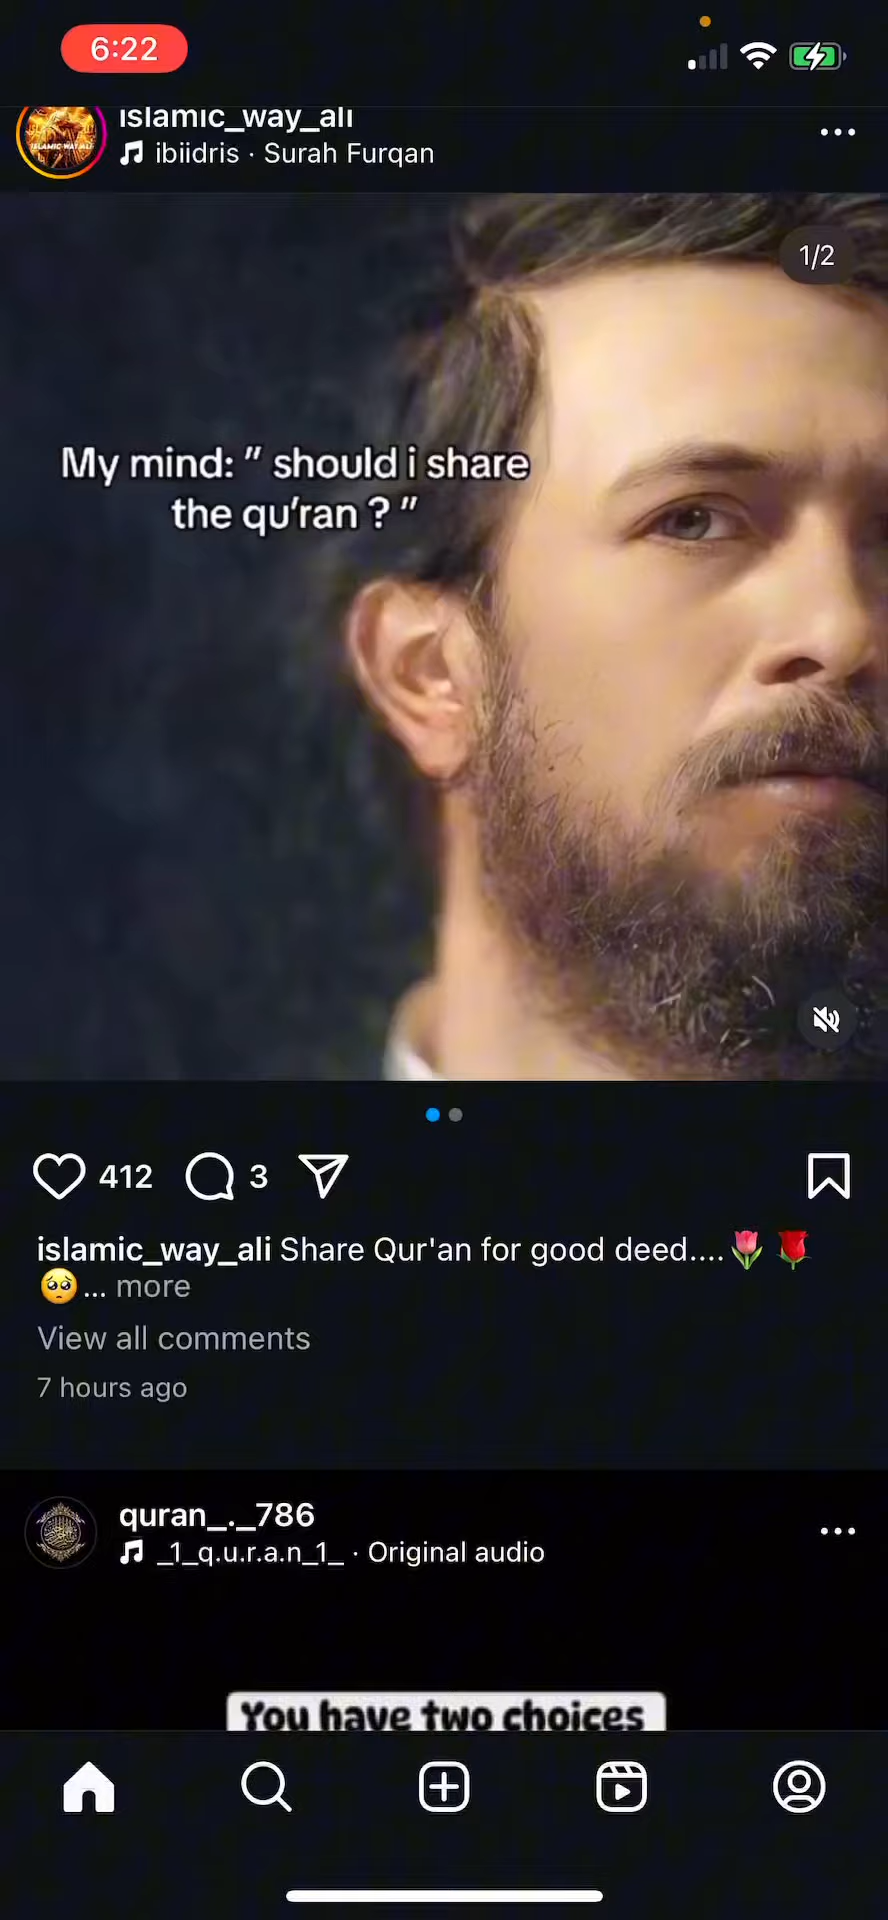 6:22
islamic_way_ali
ibiidris · Surah Furqan
1/2
My mind: " should i share
the qu'ran ? "
412
3
islamic_way_ali Share Qur'an for good deed....🌷 🌹
🥺... more
View all comments
7 hours ago
quran_._786
_1_q.u.r.a.n_1_ · Original audio
You have two choices